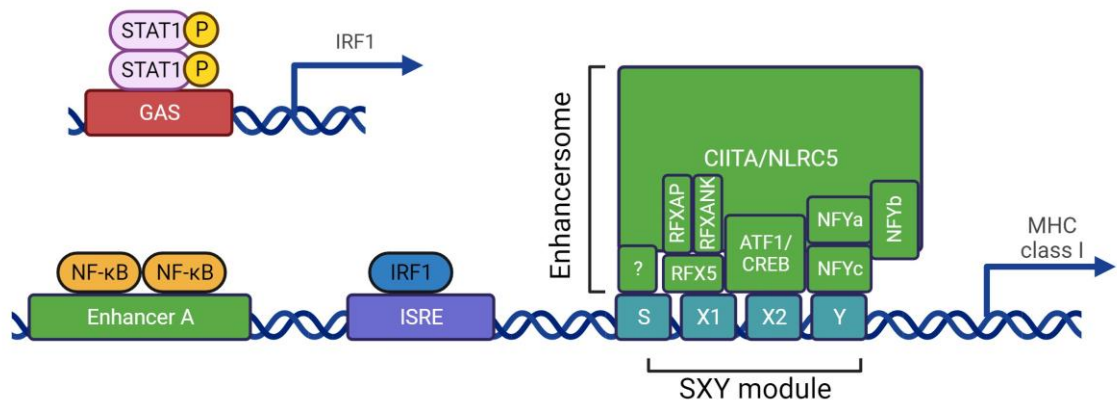 STAT1 P
STAT1 P
IRF1
GAS
Enhancersome
CIITA/NLRC5
RFXAP
RFXANK
NFYa
NFYb
ATF1/
CREB
?
RFX5
NFYc
MHC
class I
NF-κB
NF-κB
IRF1
Enhancer A
ISRE
S
X1
X2
Y
SXY module